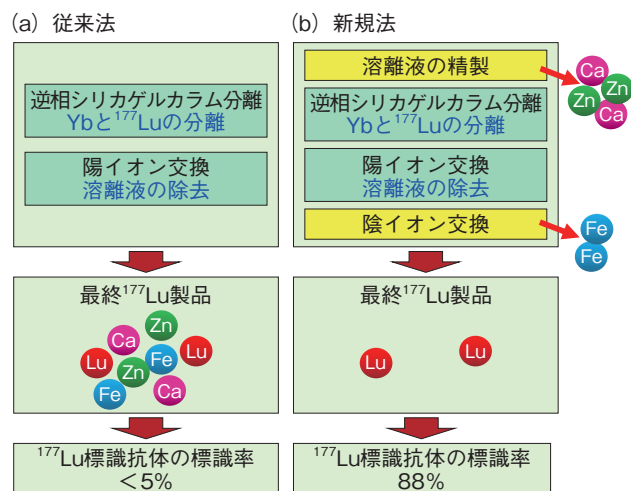 (a) 従来法
逆相シリカゲルカラム分離
Ybと¹⁷⁷Luの分離
陽イオン交換
溶離液の除去
最終¹⁷⁷Lu製品
Zn
Ca
Lu
Fe
Lu
Zn
Fe
Ca
¹⁷⁷Lu標識抗体の標識率
<5%
(b) 新規法
溶離液の精製
Ca
Zn
Zn
Ca
逆相シリカゲルカラム分離
Ybと¹⁷⁷Luの分離
陽イオン交換
溶離液の除去
陰イオン交換
Fe
Fe
最終¹⁷⁷Lu製品
Lu
Lu
¹⁷⁷Lu標識抗体の標識率
88%